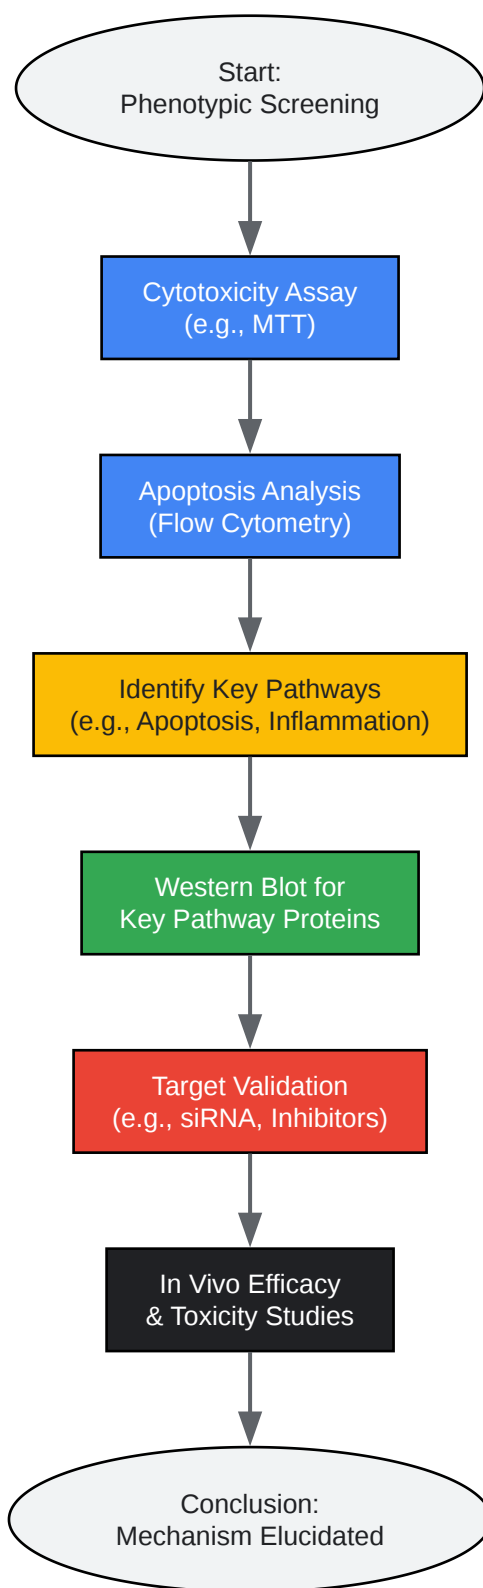 Start:
Phenotypic Screening
Cytotoxicity Assay
(e.g., MTT)
Apoptosis Analysis
(Flow Cytometry)
Identify Key Pathways
(e.g., Apoptosis, Inflammation)
Western Blot for
Key Pathway Proteins
Target Validation
(e.g., siRNA, Inhibitors)
In Vivo Efficacy
& Toxicity Studies
Conclusion:
Mechanism Elucidated